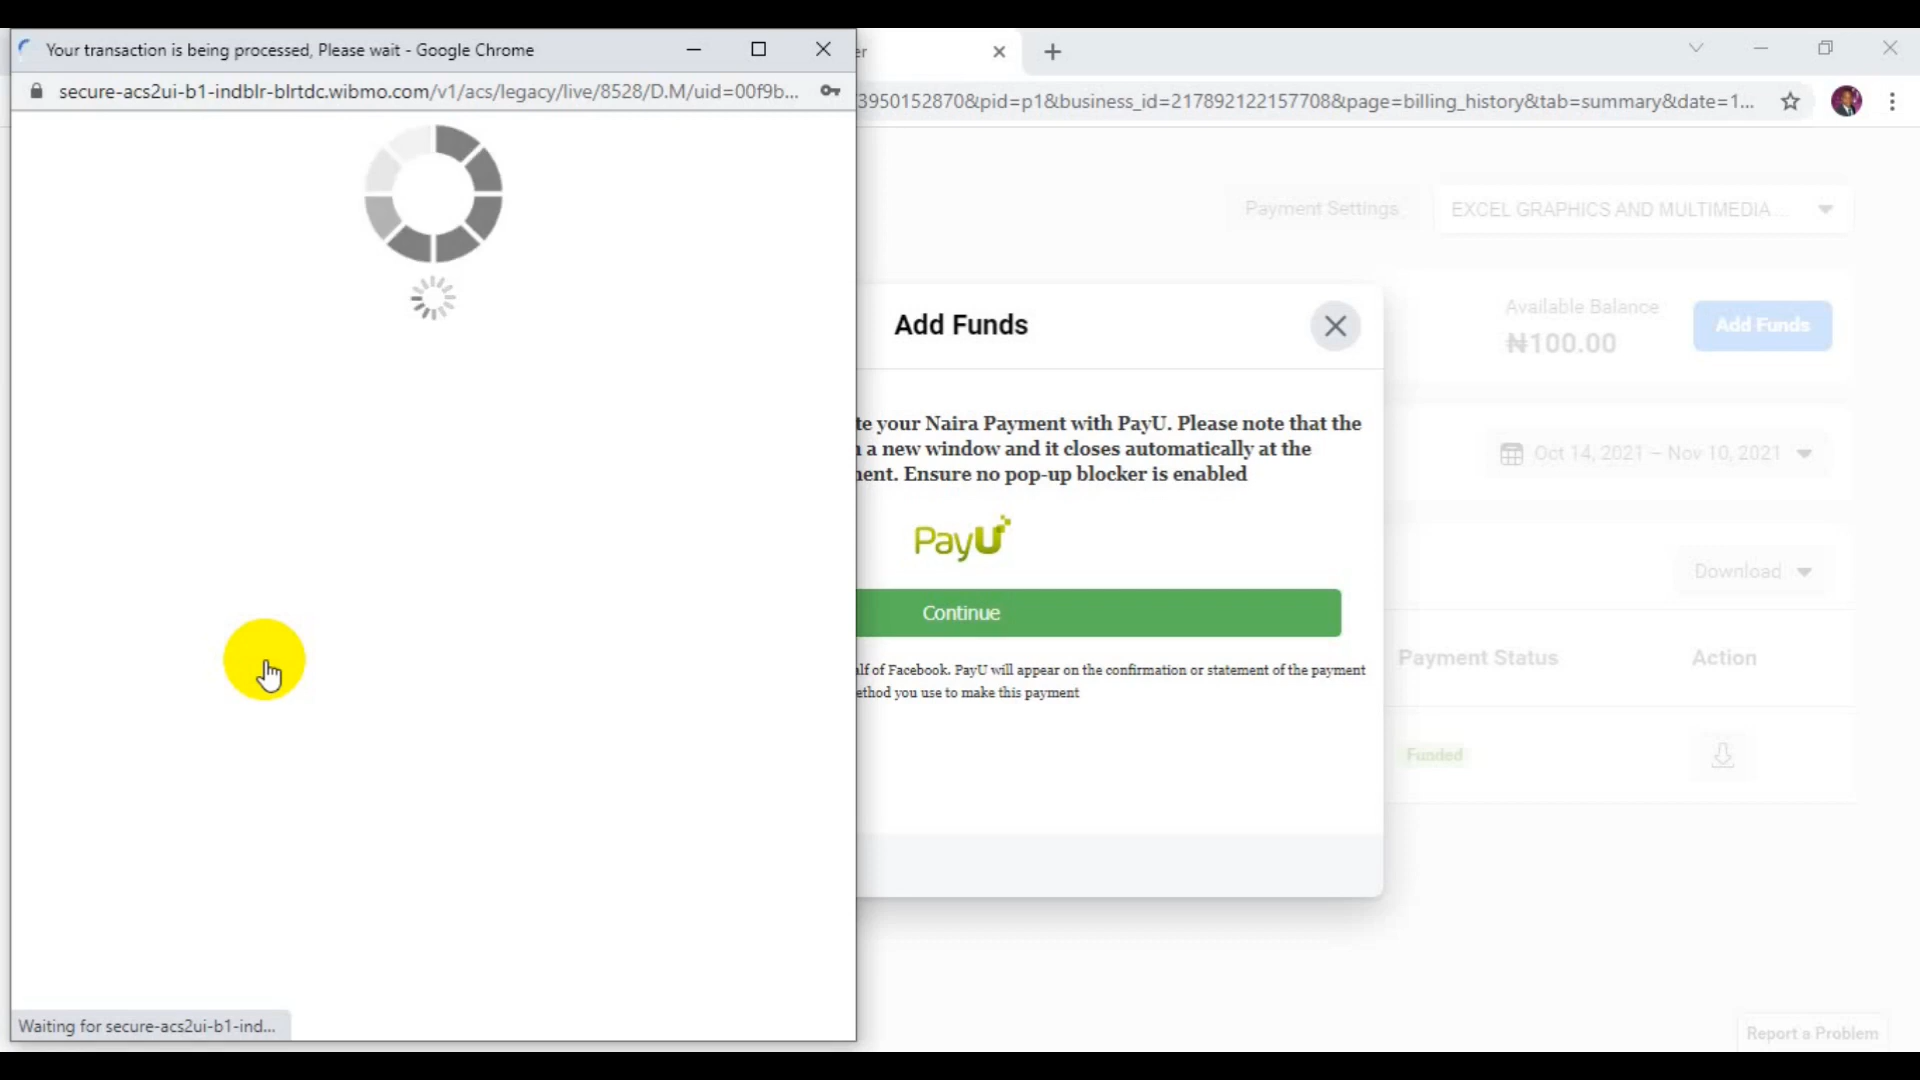 Your transaction is being processed, Please wait - Google Chrome
secure-acs2ui-b1-indblr-blrtdc.wibmo.com/v1/acs/legacy/live/8528/D.M/uid=00f9b...
er
3950152870&pid=p1&business_id=217892122157708&page=billing_history&tab=summary&date=1...
Payment Settings
EXCEL GRAPHICS AND MULTIMEDIA ...
Add Funds
Available Balance
₦100.00
Add Funds
te your Naira Payment with PayU. Please note that the
a new window and it closes automatically at the
ent. Ensure no pop-up blocker is enabled
Oct 14, 2021 – Nov 10, 2021
PayU
Download
Continue
alf of Facebook. PayU will appear on the confirmation or statement of the payment
ethod you use to make this payment
Payment Status
Action
Funded
Waiting for secure-acs2ui-b1-ind...
Report a Problem